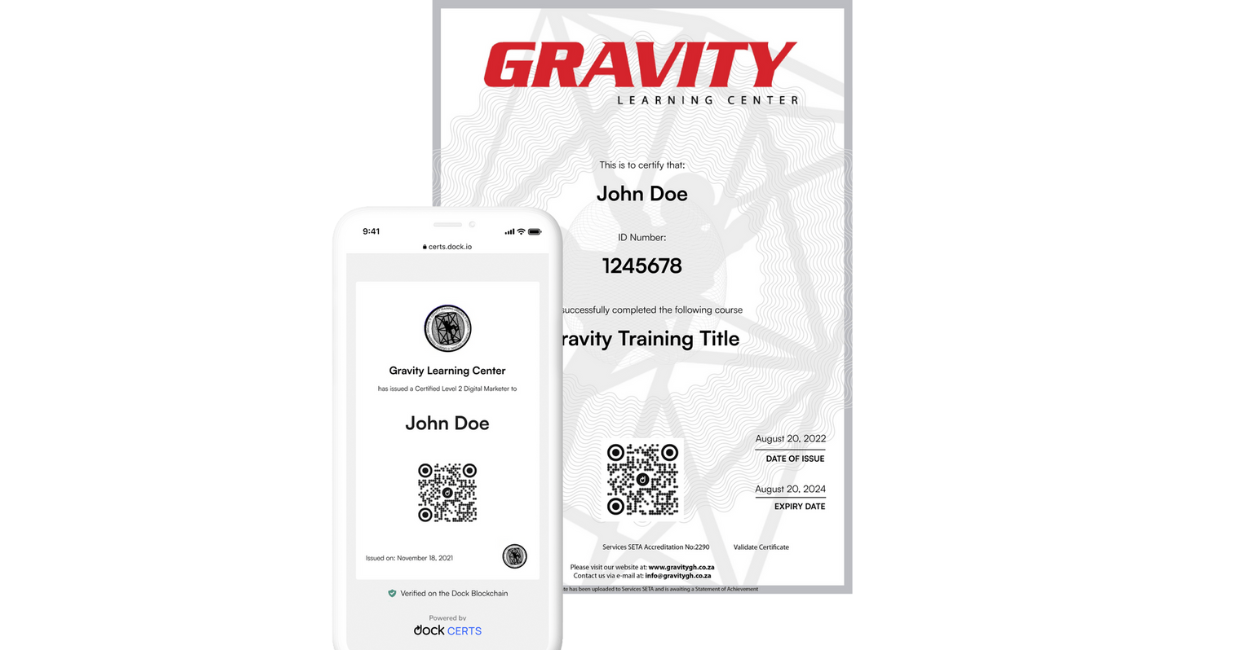 GRAVITY
LEARNING CENTER
This is to certify that:
John Doe
ID Number:
1245678
successfully completed the following course
ravity Training Title
August 20, 2022
DATE OF ISSUE
August 20, 2024
EXPIRY DATE
Services SETA Accreditation No:2290 Validate Certificate
Please visit our website at: www.gravitygh.co.za
Contact us via e-mail at: info@gravitygh.co.za
has been uploaded to Services SETA and is awaiting a Statement of Achievement
9:41
certs.dock.io
Gravity Learning Center
has issued a Certified Level 2 Digital Marketer to
John Doe
Issued on: November 18, 2021
Verified on the Dock Blockchain
Powered by
dock CERTS